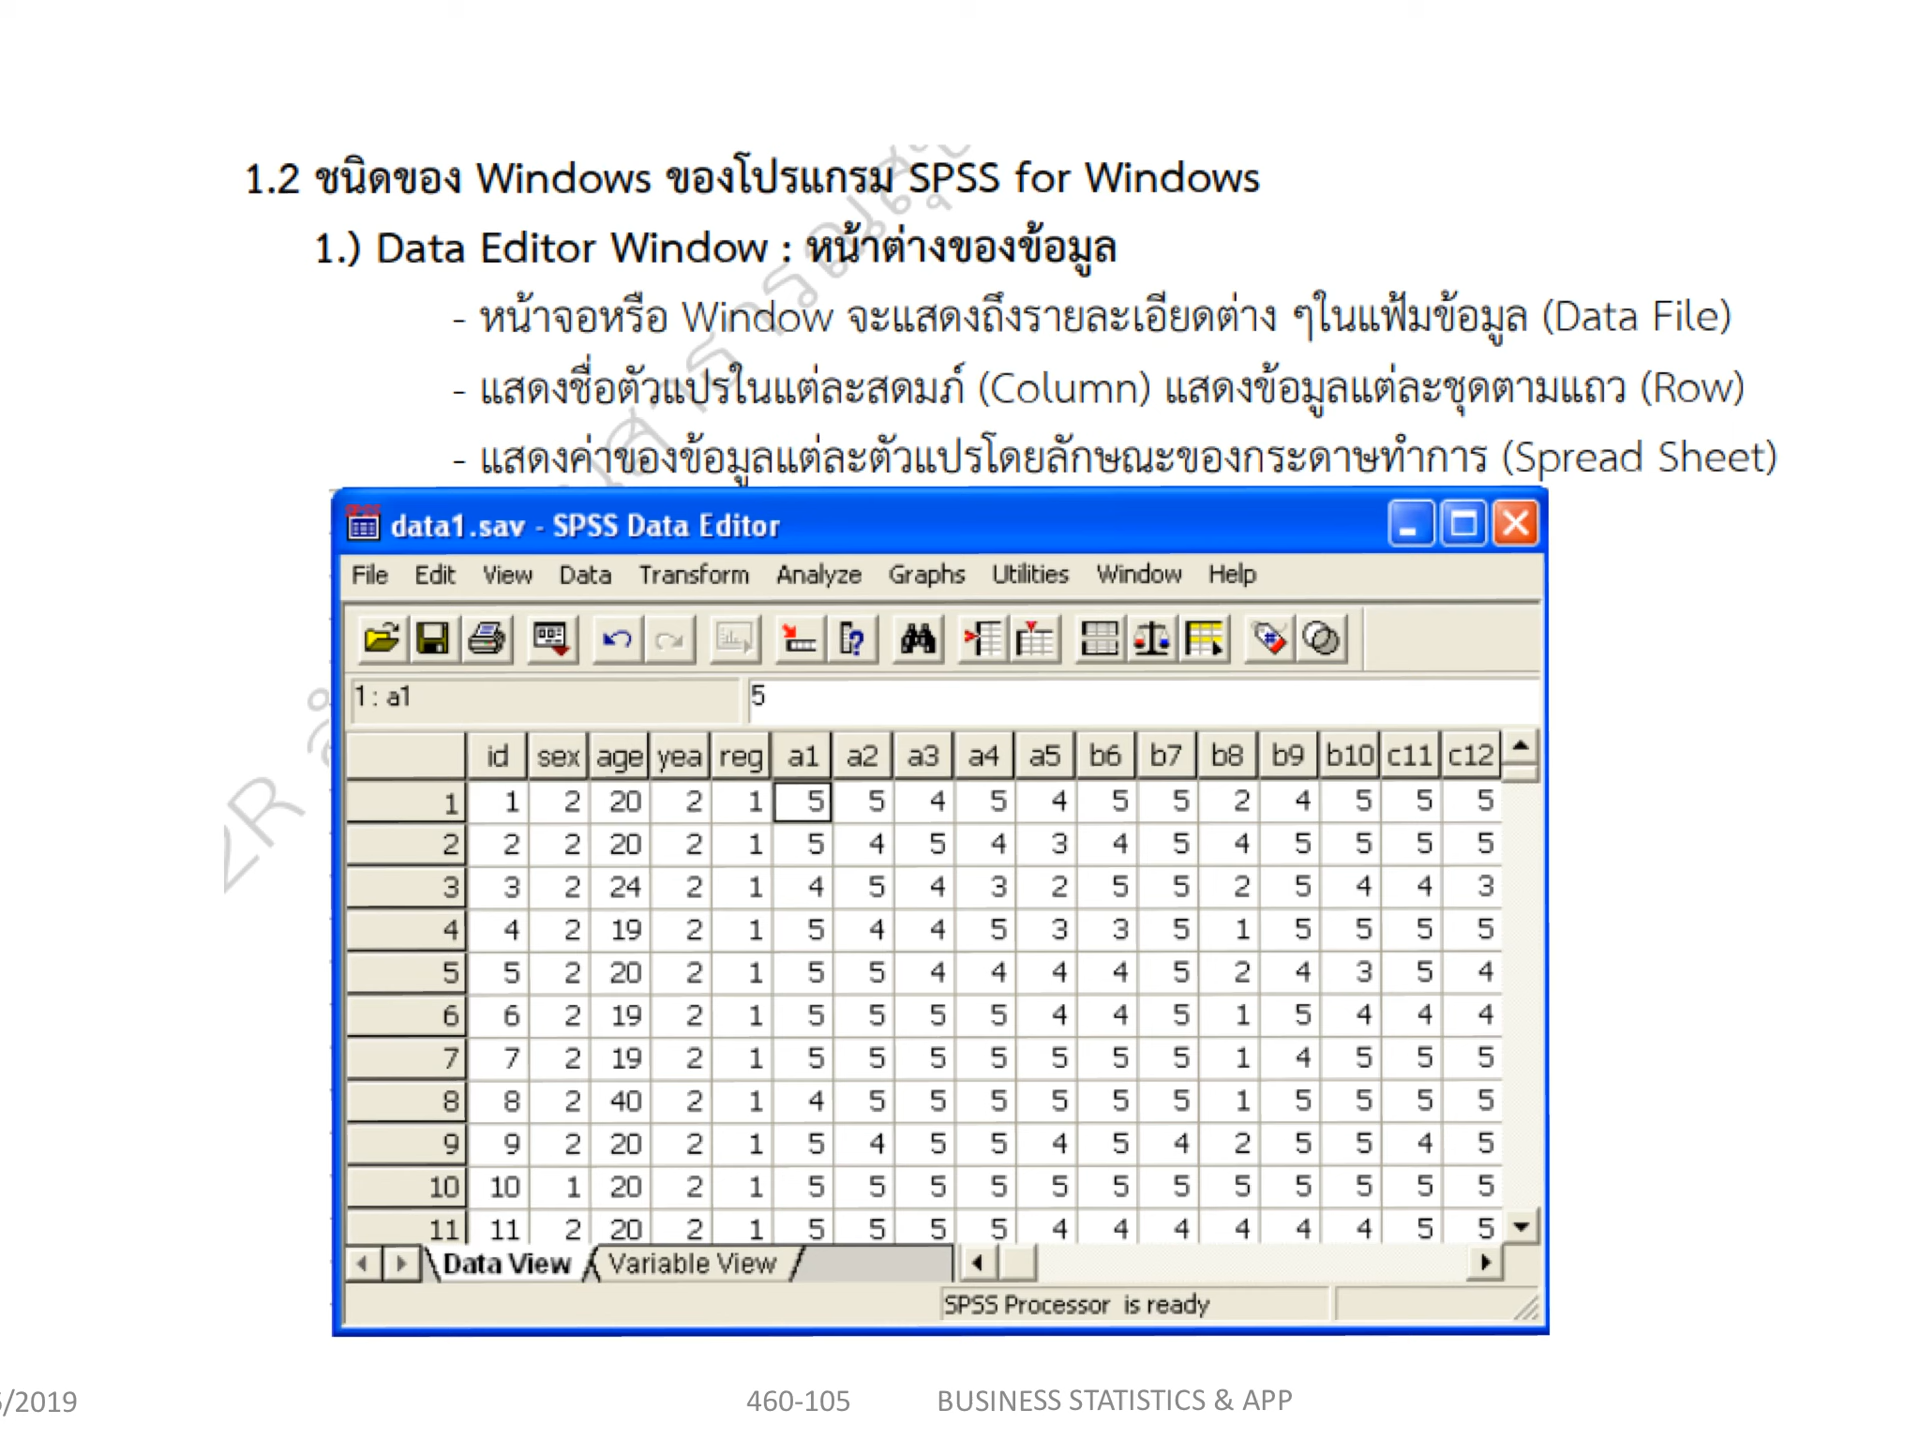 1.2 ชนิดของ Windows ของโปรแกรม SPSS for Windows
1.) Data Editor Window : หน้าต่างของข้อมูล
- หน้าจอหรือ Window จะแสดงถึงรายละเอียดต่าง ๆในแฟ้มข้อมูล (Data File)
- แสดงชื่อตัวแปรในแต่ละสดมภ์ (Column) แสดงข้อมูลแต่ละชุดตามแถว (Row)
- แสดงค่าของข้อมูลแต่ละตัวแปรโดยลักษณะของกระดาษทำการ (Spread Sheet)
data1.sav - SPSS Data Editor
File Edit View Data Transform Analyze Graphs Utilities Window Help
1 : a1 5
id sex age yea reg a1 a2 a3 a4 a5 b6 b7 b8 b9 b10 c11 c12
1 1 2 20 2 1 5 5 4 5 4 5 5 2 4 5 5 5
2 2 2 20 2 1 5 4 5 4 3 4 5 4 5 5 5 5
3 3 2 24 2 1 4 5 4 3 2 5 5 2 5 4 4 3
4 4 2 19 2 1 5 4 4 5 3 3 5 1 5 5 5 5
5 5 2 20 2 1 5 5 4 4 4 4 5 2 4 3 5 4
6 6 2 19 2 1 5 5 5 5 4 4 5 1 5 4 4 4
7 7 2 19 2 1 5 5 5 5 5 5 5 1 4 5 5 5
8 8 2 40 2 1 4 5 5 5 5 5 5 1 5 5 5 5
9 9 2 20 2 1 5 4 5 5 4 5 4 2 5 5 4 5
10 10 1 20 2 1 5 5 5 5 5 5 5 5 5 5 5 5
11 11 2 20 2 1 5 5 5 5 4 4 4 4 4 4 5 5
Data View Variable View
SPSS Processor is ready
/2019 460-105 BUSINESS STATISTICS & APP